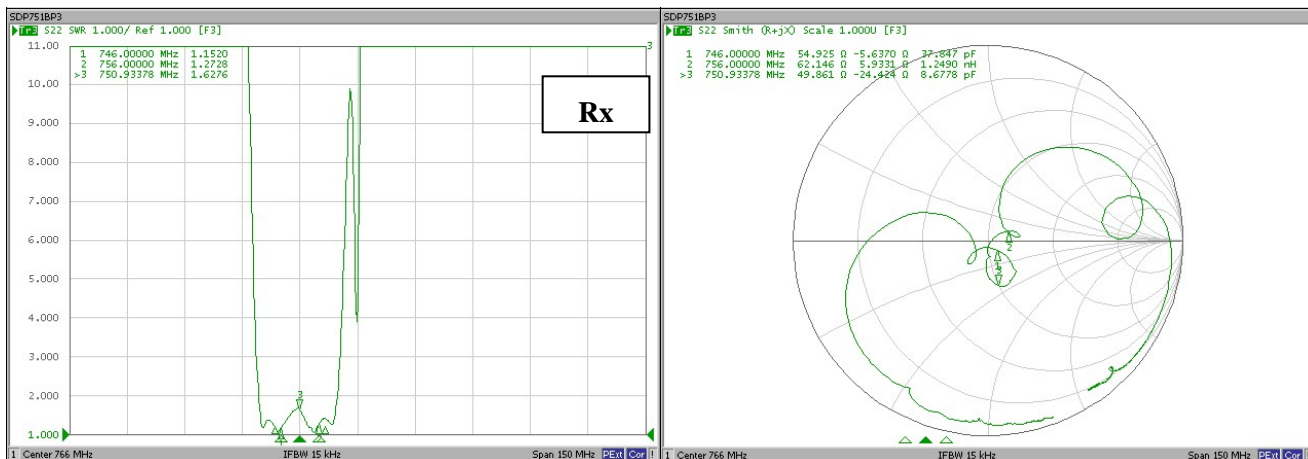 SDP751BP3
Tr3 S22 SWR 1.000/ Ref 1.000 [F3]
11.00
10.00
9.000
8.000
7.000
6.000
5.000
4.000
3.000
2.000
1.000
1 746.00000 MHz 1.1520
2 756.00000 MHz 1.2728
>3 750.93378 MHz 1.6276
3
Rx
3
1 Center 766 MHz IFBW 15 kHz Span 150 MHz PExt Cor !
SDP751BP3
Tr3 S22 Smith (R+jX) Scale 1.000U [F3]
1 746.00000 MHz 54.925 Ω -5.6370 Ω 37.847 pF
2 756.00000 MHz 62.146 Ω 5.9331 Ω 1.2490 nH
>3 750.93378 MHz 49.861 Ω -24.424 Ω 8.6778 pF
2
1 Center 766 MHz IFBW 15 kHz Span 150 MHz PExt Cor !